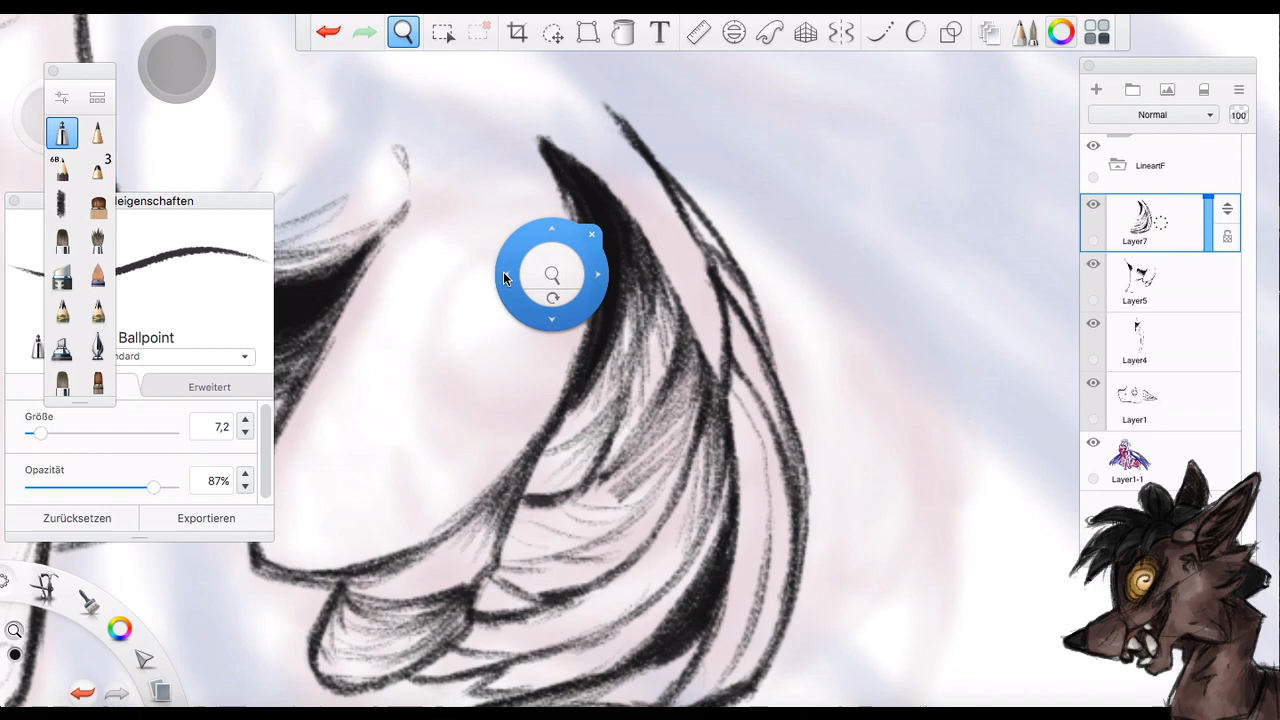 T
Normal
100
LineartF
6B
3
eigenschaften
Layer7
Layer5
Ballpoint
ndard
Layer4
Erweitert
Layer1
Größe
7,2
Opazität
87%
Layer1-1
Zurücksetzen
Exportieren